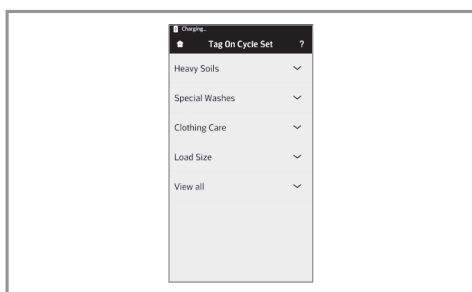 Charging...
Tag On Cycle Set ?
Heavy Soils
Special Washes
Clothing Care
Load Size
View all